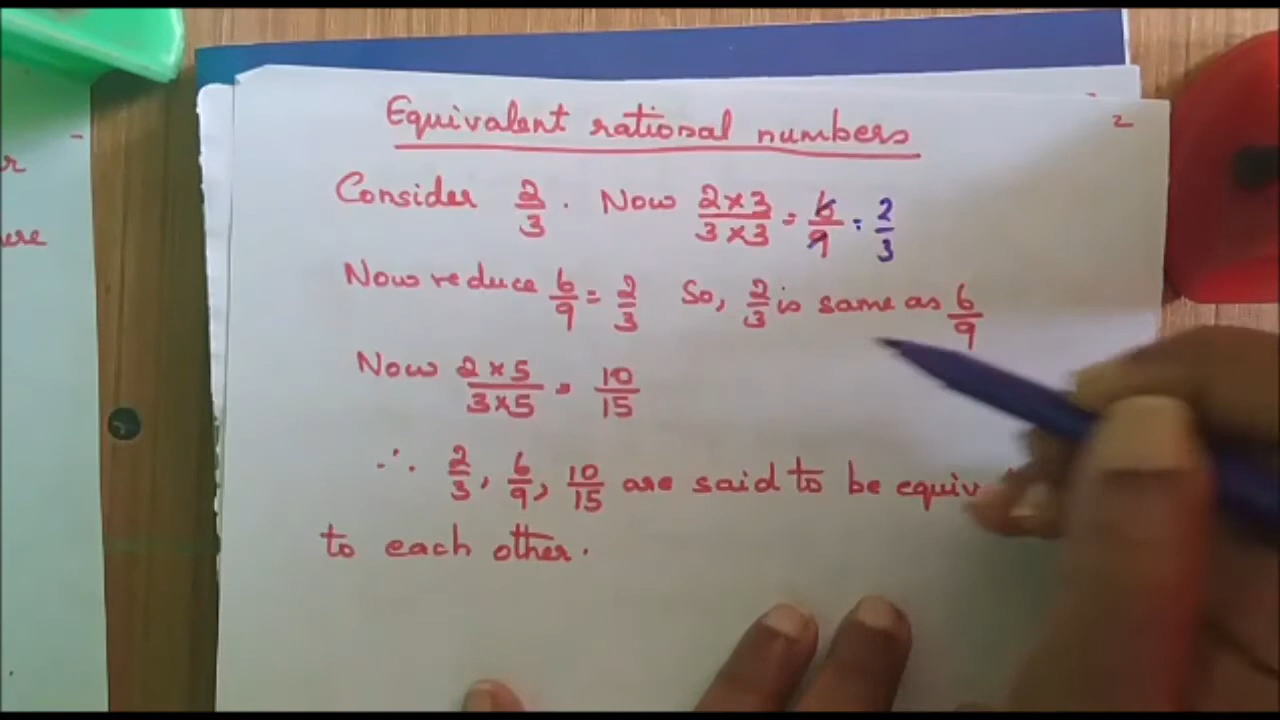 Equivalent rational numbers
2
Consider 2/3. Now 2×3/3×3 = 6/9 = 2/3
Now reduce 6/9 = 2/3 So, 2/3 is same as 6/9
Now 2×5/3×5 = 10/15
∴ 2/3, 6/9, 10/15 are said to be equiv
to each other.
r
ere